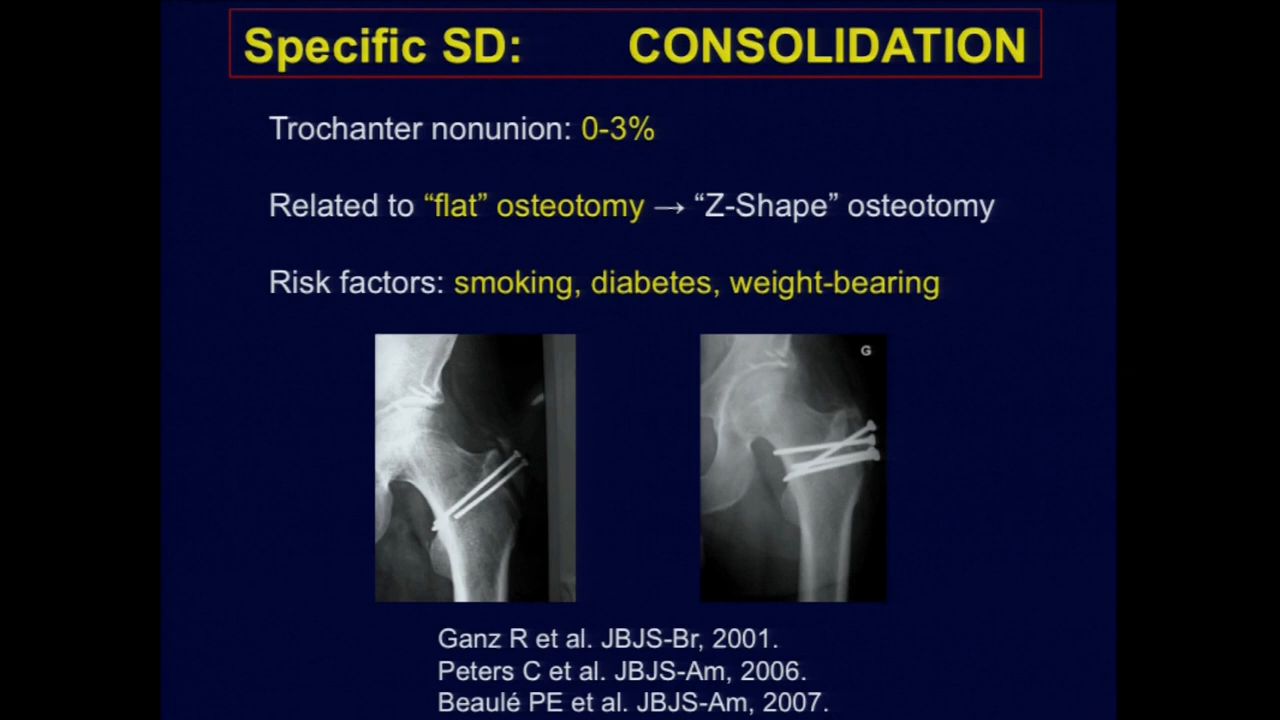 Specific SD: CONSOLIDATION
Trochanter nonunion: 0-3%
Related to “flat” osteotomy → “Z-Shape” osteotomy
Risk factors: smoking, diabetes, weight-bearing
G
Ganz R et al. JBJS-Br, 2001.
Peters C et al. JBJS-Am, 2006.
Beaulé PE et al. JBJS-Am, 2007.